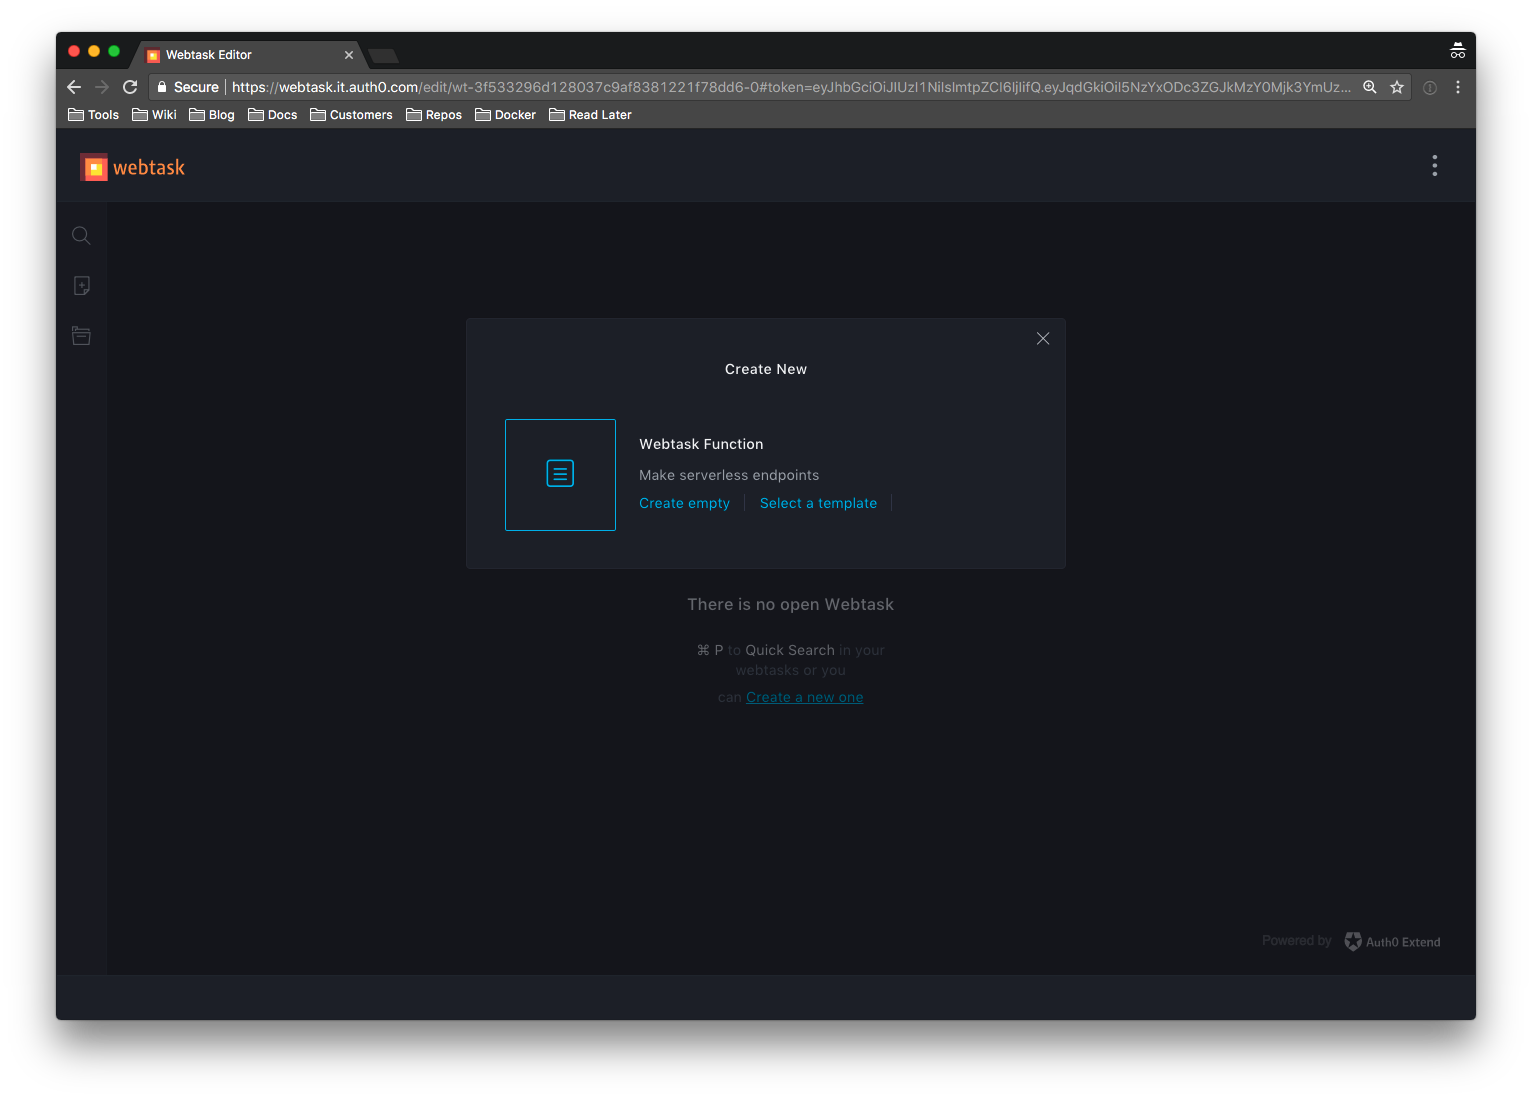 Webtask Editor
Secure https://webtask.it.auth0.com/edit/wt-3f533296d128037c9af8381221f78dd6-0#token=eyJhbGciOiJIUzI1NiIsImtpZCI6IjIifQ.eyJqdGkiOiI5NzYxODc3ZGJkMzY0Mjk3YmUz...
Tools Wiki Blog Docs Customers Repos Docker Read Later
webtask
Create New
Webtask Function
Make serverless endpoints
Create empty Select a template
There is no open Webtask
⌘ P to Quick Search in your
webtasks or you
can Create a new one
Powered by Auth0 Extend